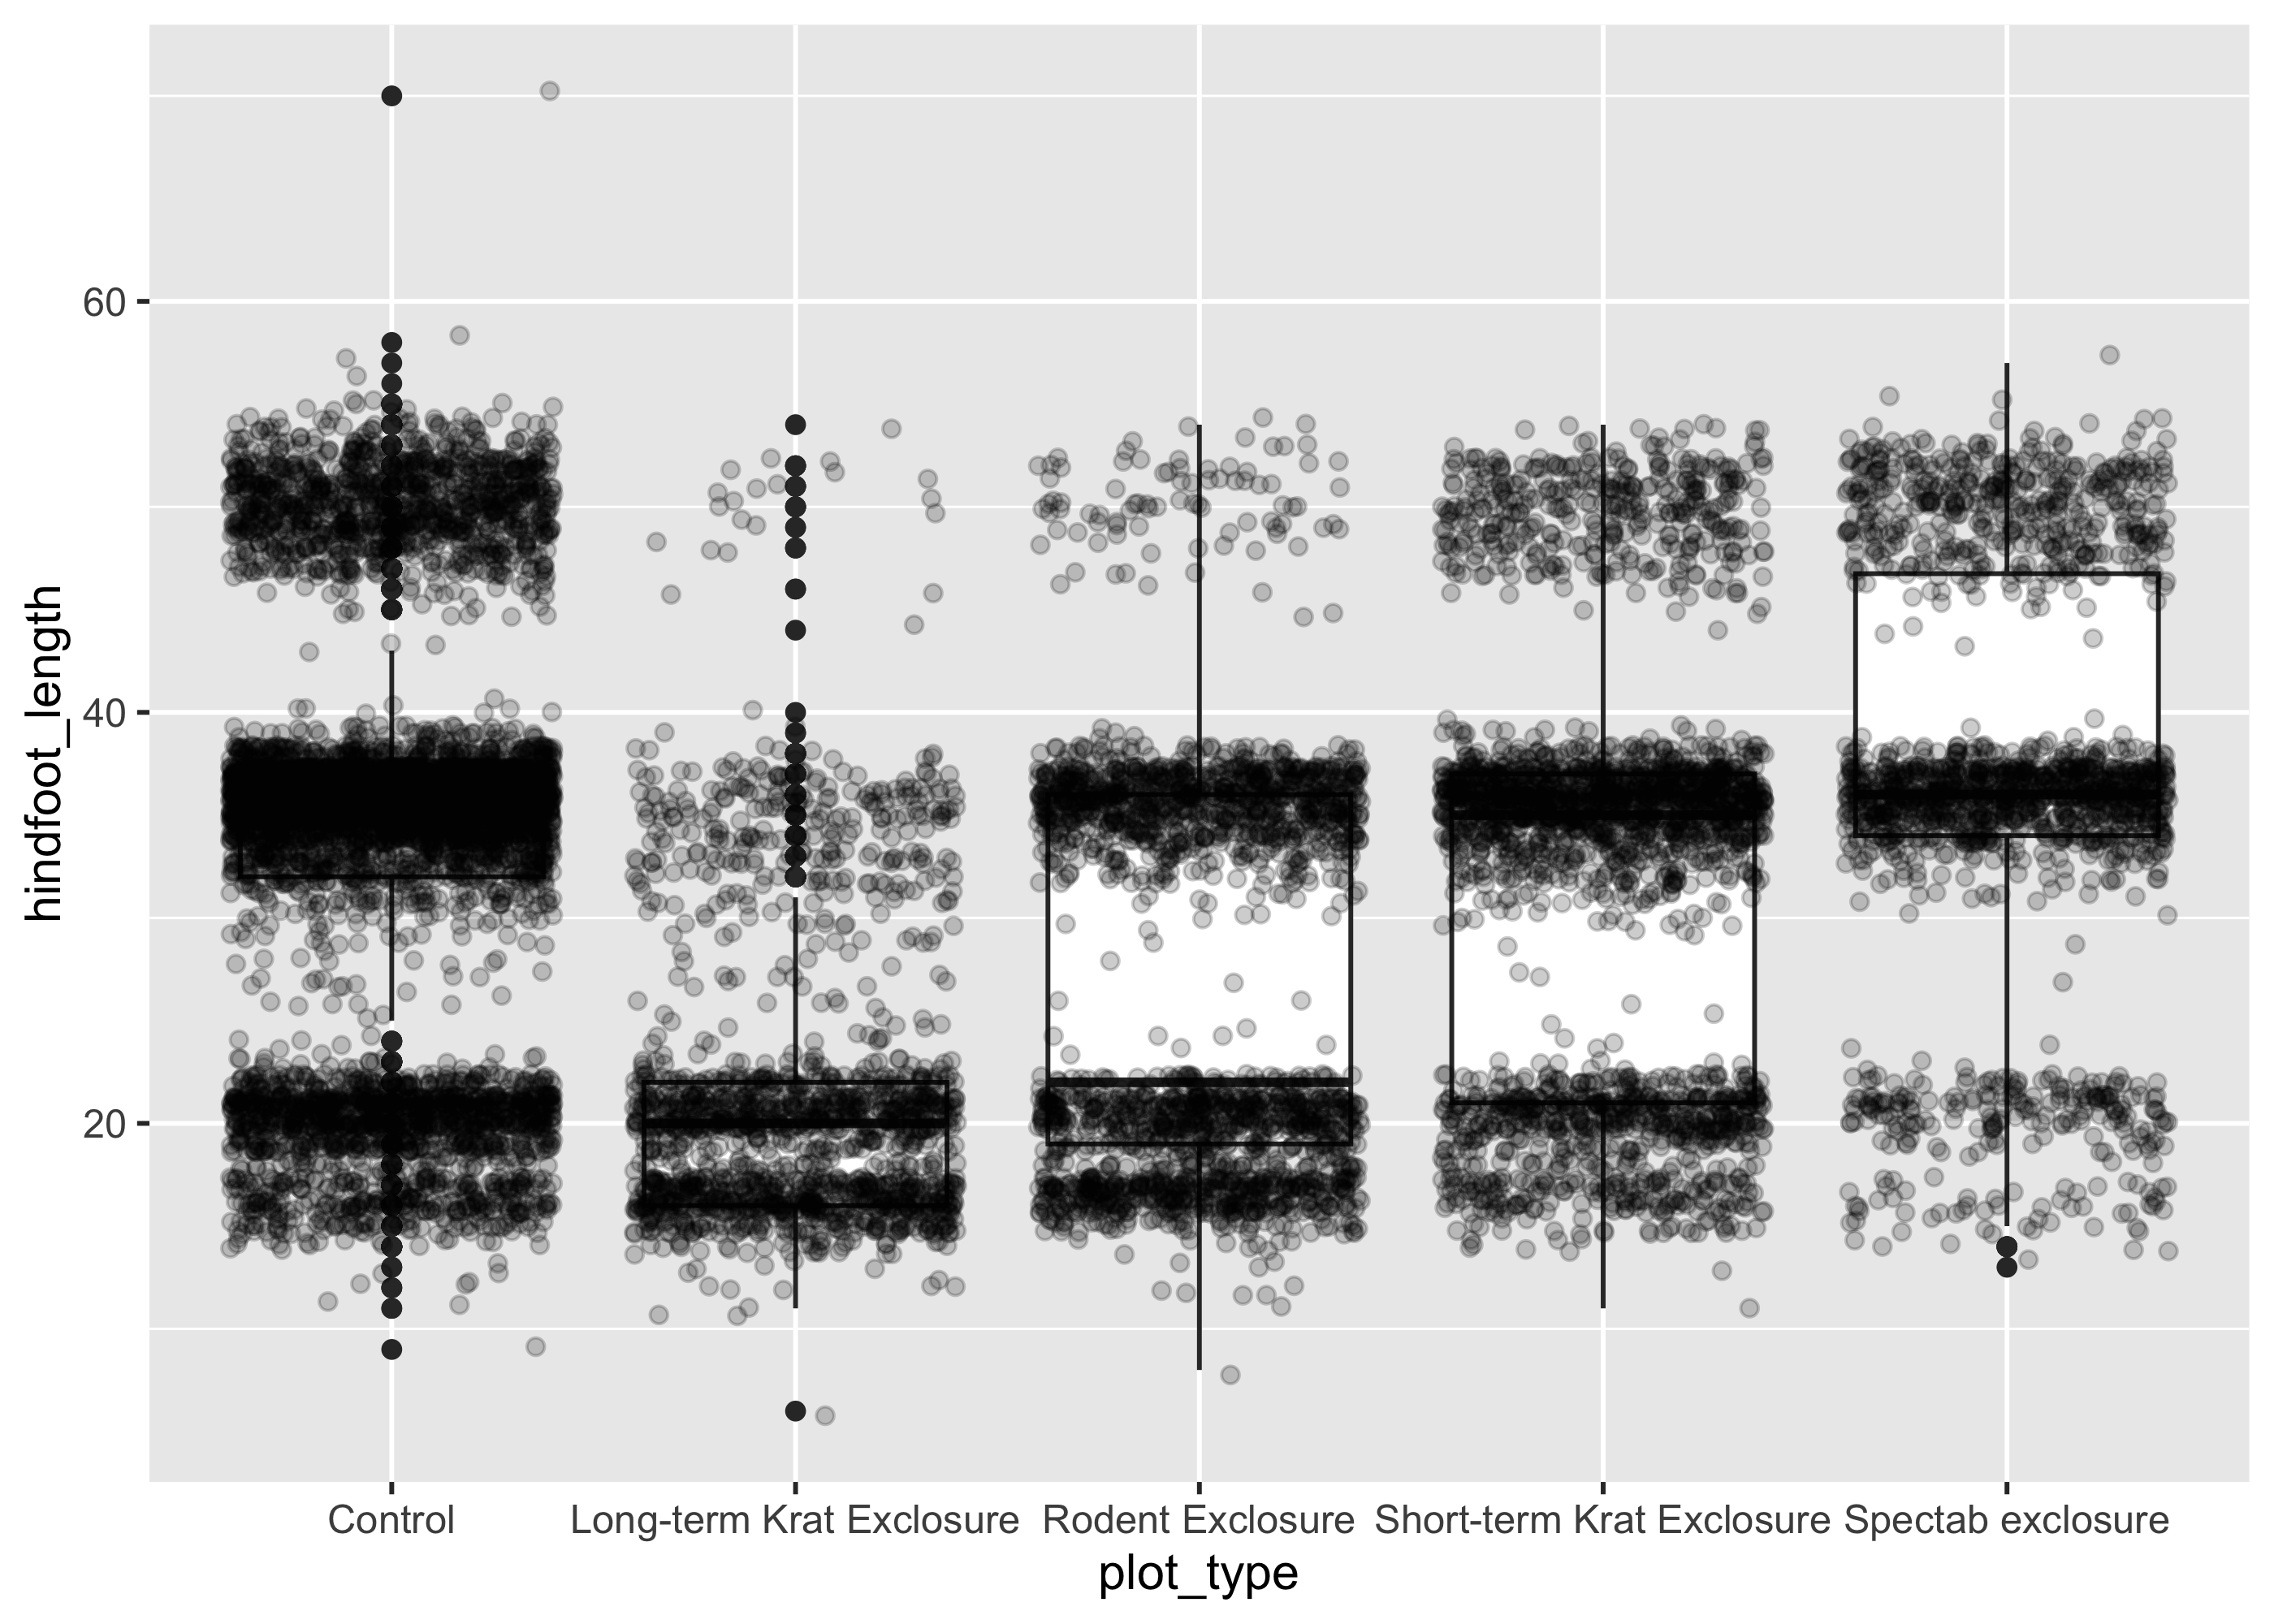 hindfoot_length
60
40
20
Control
Long-term Krat Exclosure
Rodent Exclosure
Short-term Krat Exclosure
Spectab exclosure
plot_type